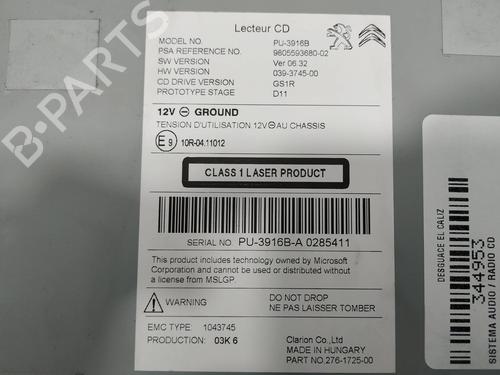 Lecteur CD
MODEL NO. PU-3916B
PSA REFERENCE NO. 9805593680-02
SW VERSION Ver 06.32
HW VERSION 039-3745-00
CD DRIVE VERSION GS1R
PROTOTYPE STAGE D11
12V ⊖ GROUND
TENSION D'UTILISATION 12V ⊖ AU CHASSIS
E9 10R-04.11012
CLASS 1 LASER PRODUCT
SERIAL NO. PU-3916B-A 0285411
This product includes technology owned by Microsoft
Corporation and cannot be used or distributed without
a license from MSLGP.
WARNING
DO NOT DROP
NE PAS LAISSER TOMBER
EMC TYPE: 1043745
PRODUCTION: 03K 6
Clarion Co.,Ltd
MADE IN HUNGARY
PART NO.276-1725-00
DESGUACE EL CALIZ
344953
SISTEMA AUDIO / RADIO CD
B-PARTS